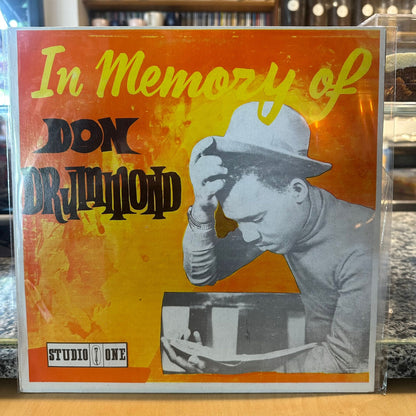 In Memory of
DON
DRUMMOND
STUDIO ONE